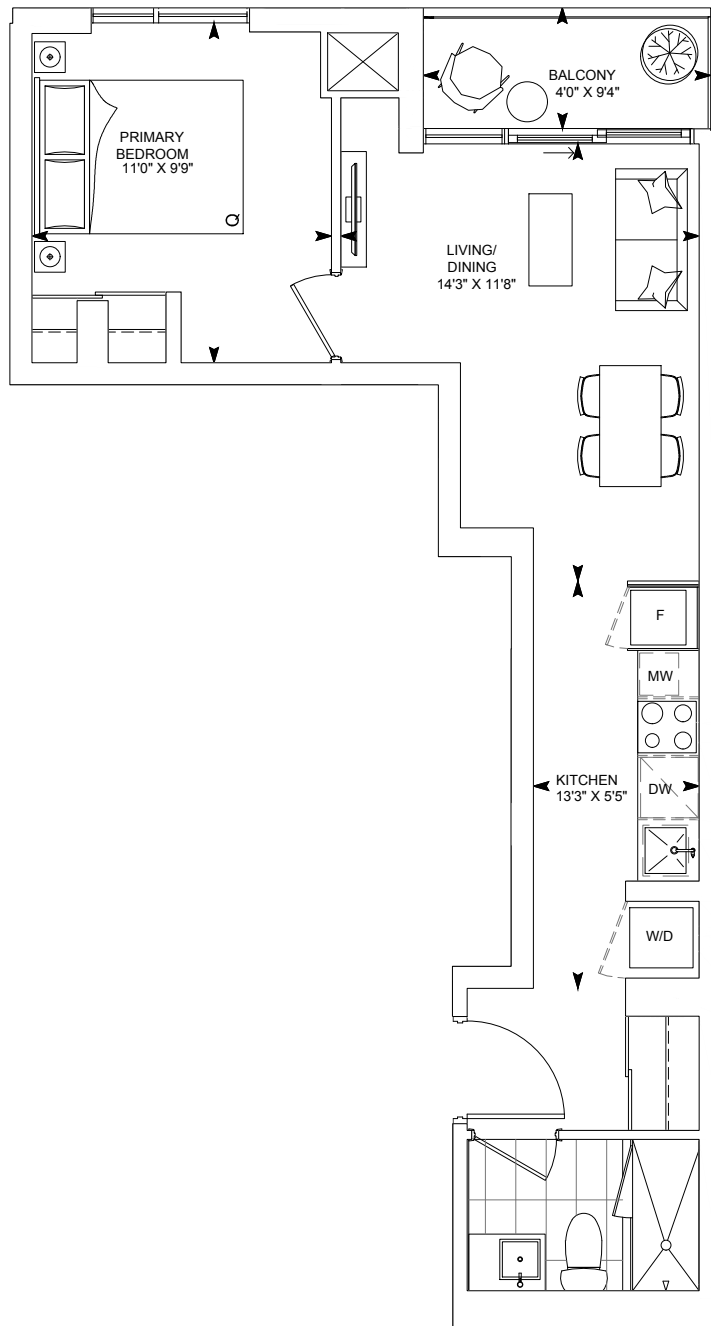 BALCONY
4'0" X 9'4"
PRIMARY
BEDROOM
11'0" X 9'9"
Q
LIVING/
DINING
14'3" X 11'8"
F
MW
KITCHEN
13'3" X 5'5"
DW
W/D